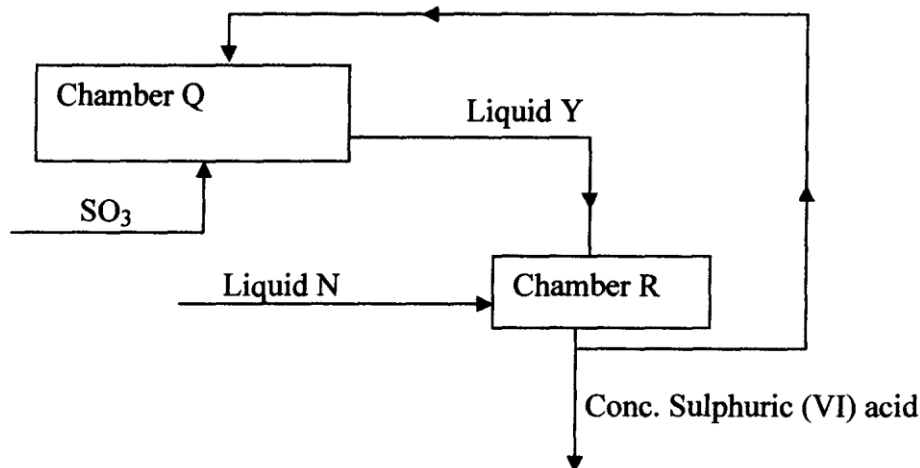 Chamber Q
Liquid Y
SO₃
Liquid N
Chamber R
Conc. Sulphuric (VI) acid